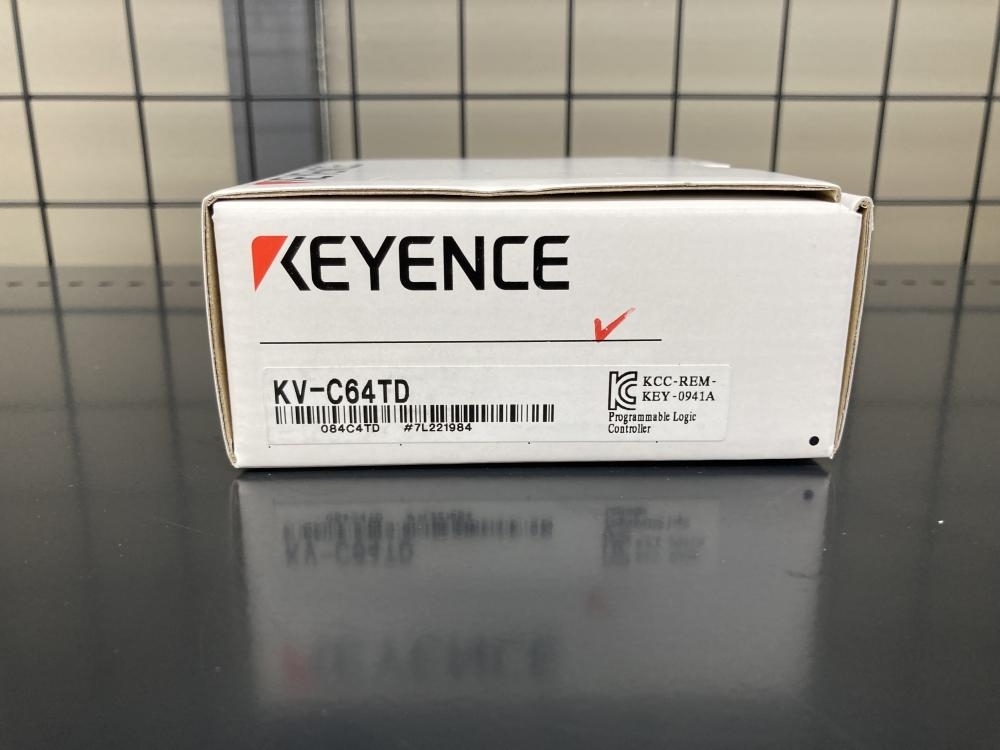 KEYENCE
KV-C64TD
084C4TD #7L221984
KCC-REM-
KEY-0941A
Programmable Logic
Controller